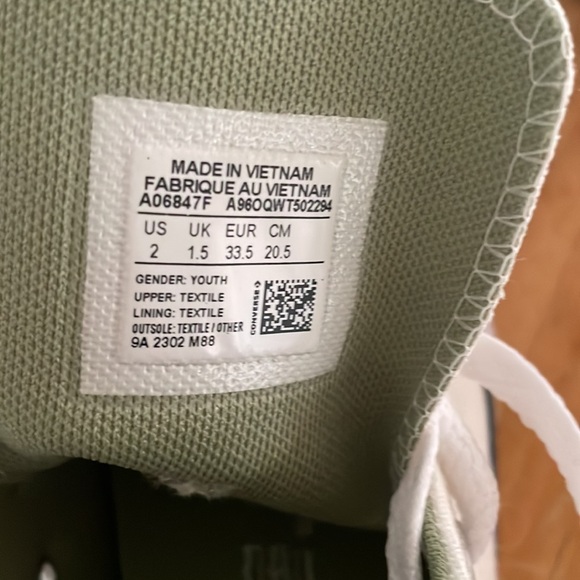 MADE IN VIETNAM
FABRIQUE AU VIETNAM
A06847F A96OQWT502294
US UK EUR CM
2 1.5 33.5 20.5
GENDER: YOUTH
UPPER: TEXTILE
LINING: TEXTILE
OUTSOLE: TEXTILE / OTHER
9A 2302 M88
CONVERSE